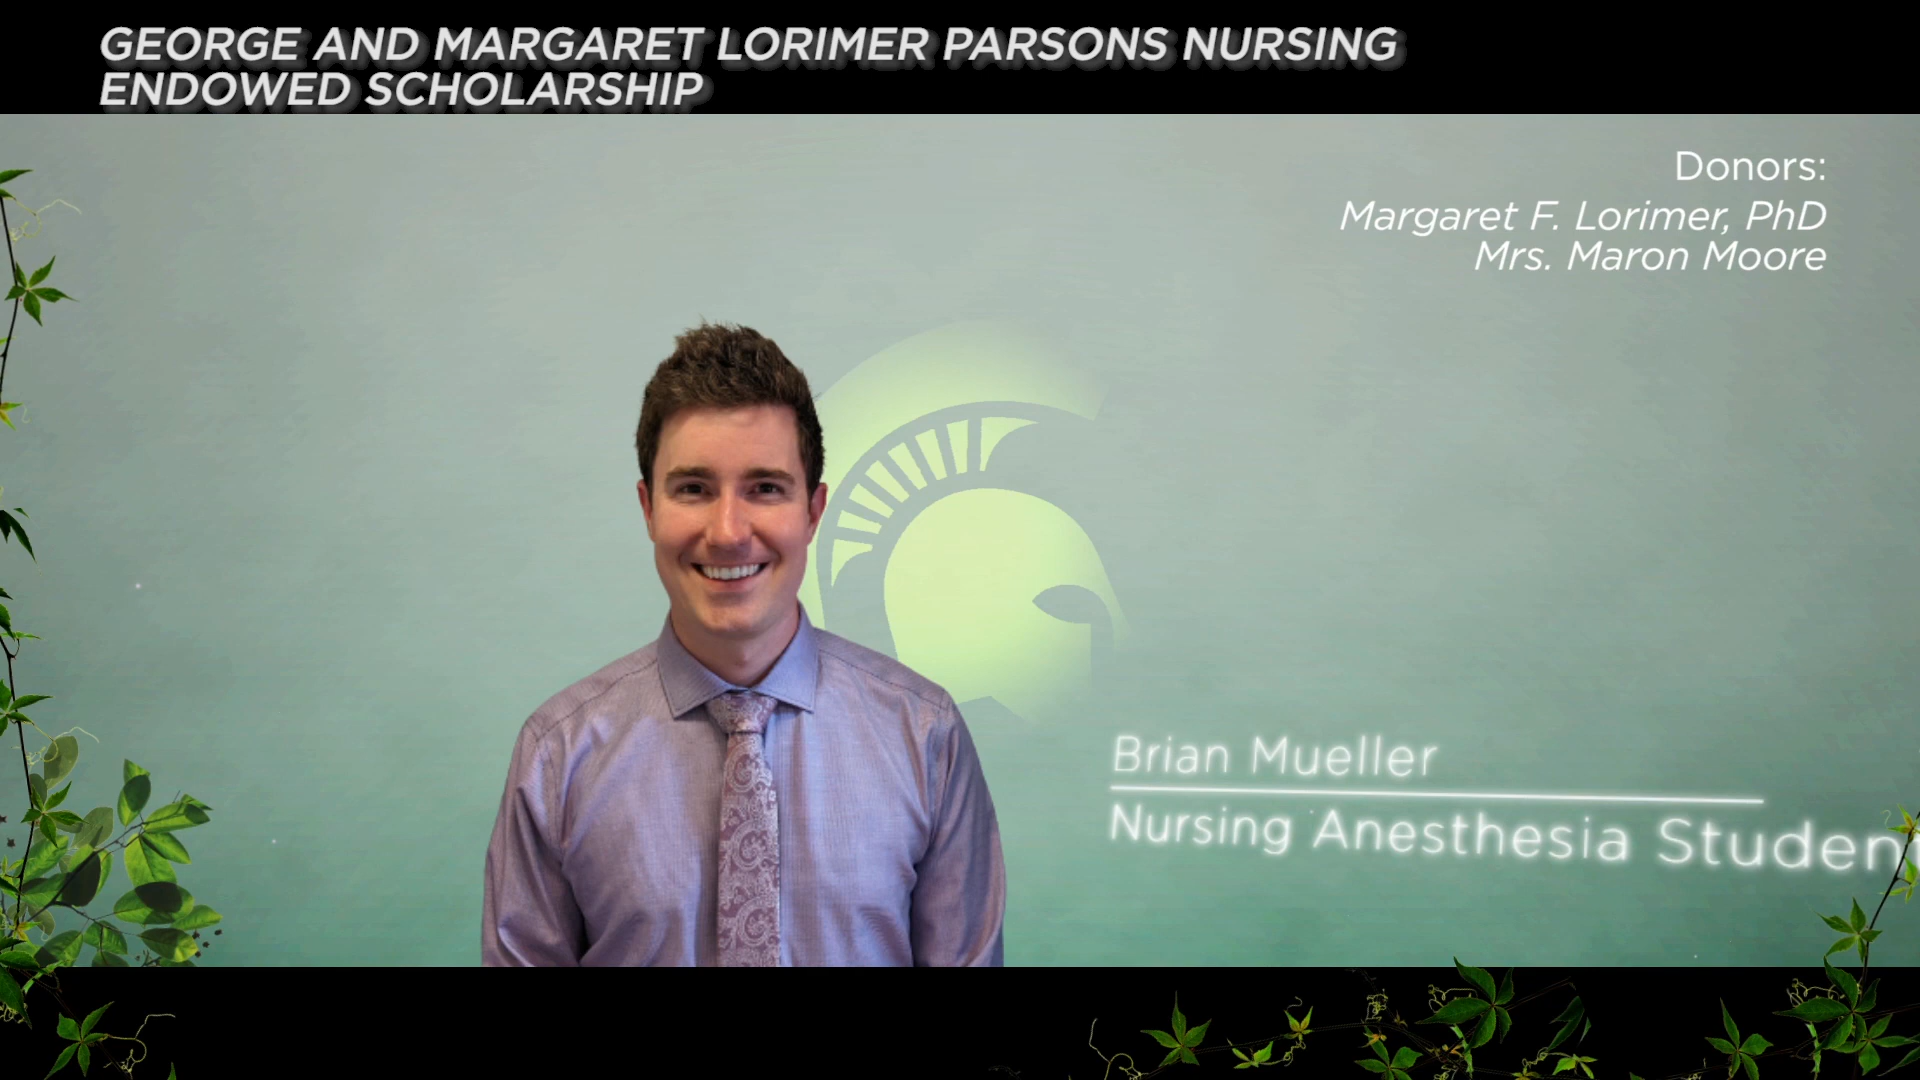 GEORGE AND MARGARET LORIMER PARSONS NURSING
ENDOWED SCHOLARSHIP
Donors:
Margaret F. Lorimer, PhD
Mrs. Maron Moore
Brian Mueller
Nursing Anesthesia Student